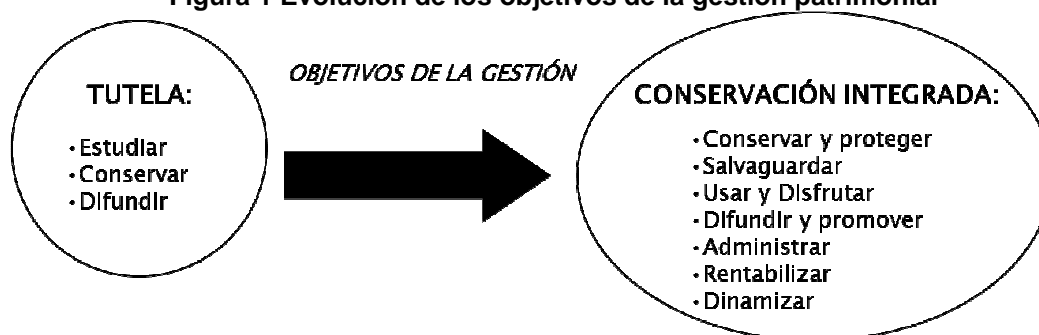 Figura 1 Evolución de los objetivos de la gestión patrimonial
OBJETIVOS DE LA GESTIÓN
TUTELA:
·Estudiar
·Conservar
·Difundir
CONSERVACIÓN INTEGRADA:
·Conservar y proteger
·Salvaguardar
·Usar y Disfrutar
·Difundir y promover
·Administrar
·Rentabilizar
·Dinamizar